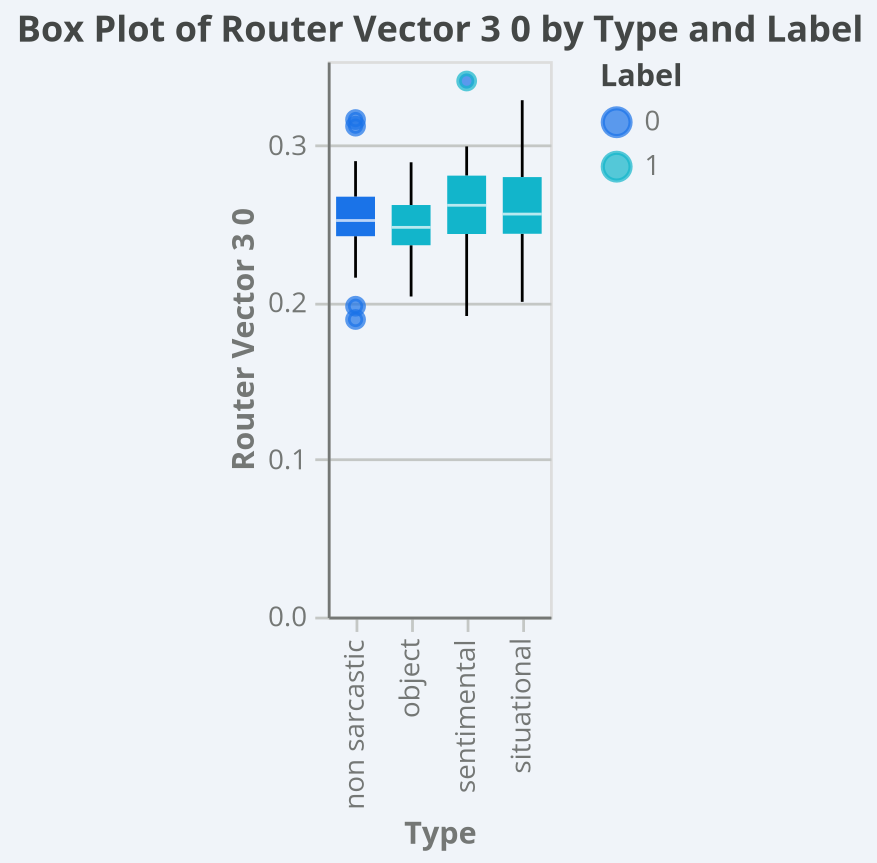 Box Plot of Router Vector 3 0 by Type and Label
Label
0
1
Router Vector 3 0
0.3
0.2
0.1
0.0
non sarcastic
object
sentimental
situational
Type